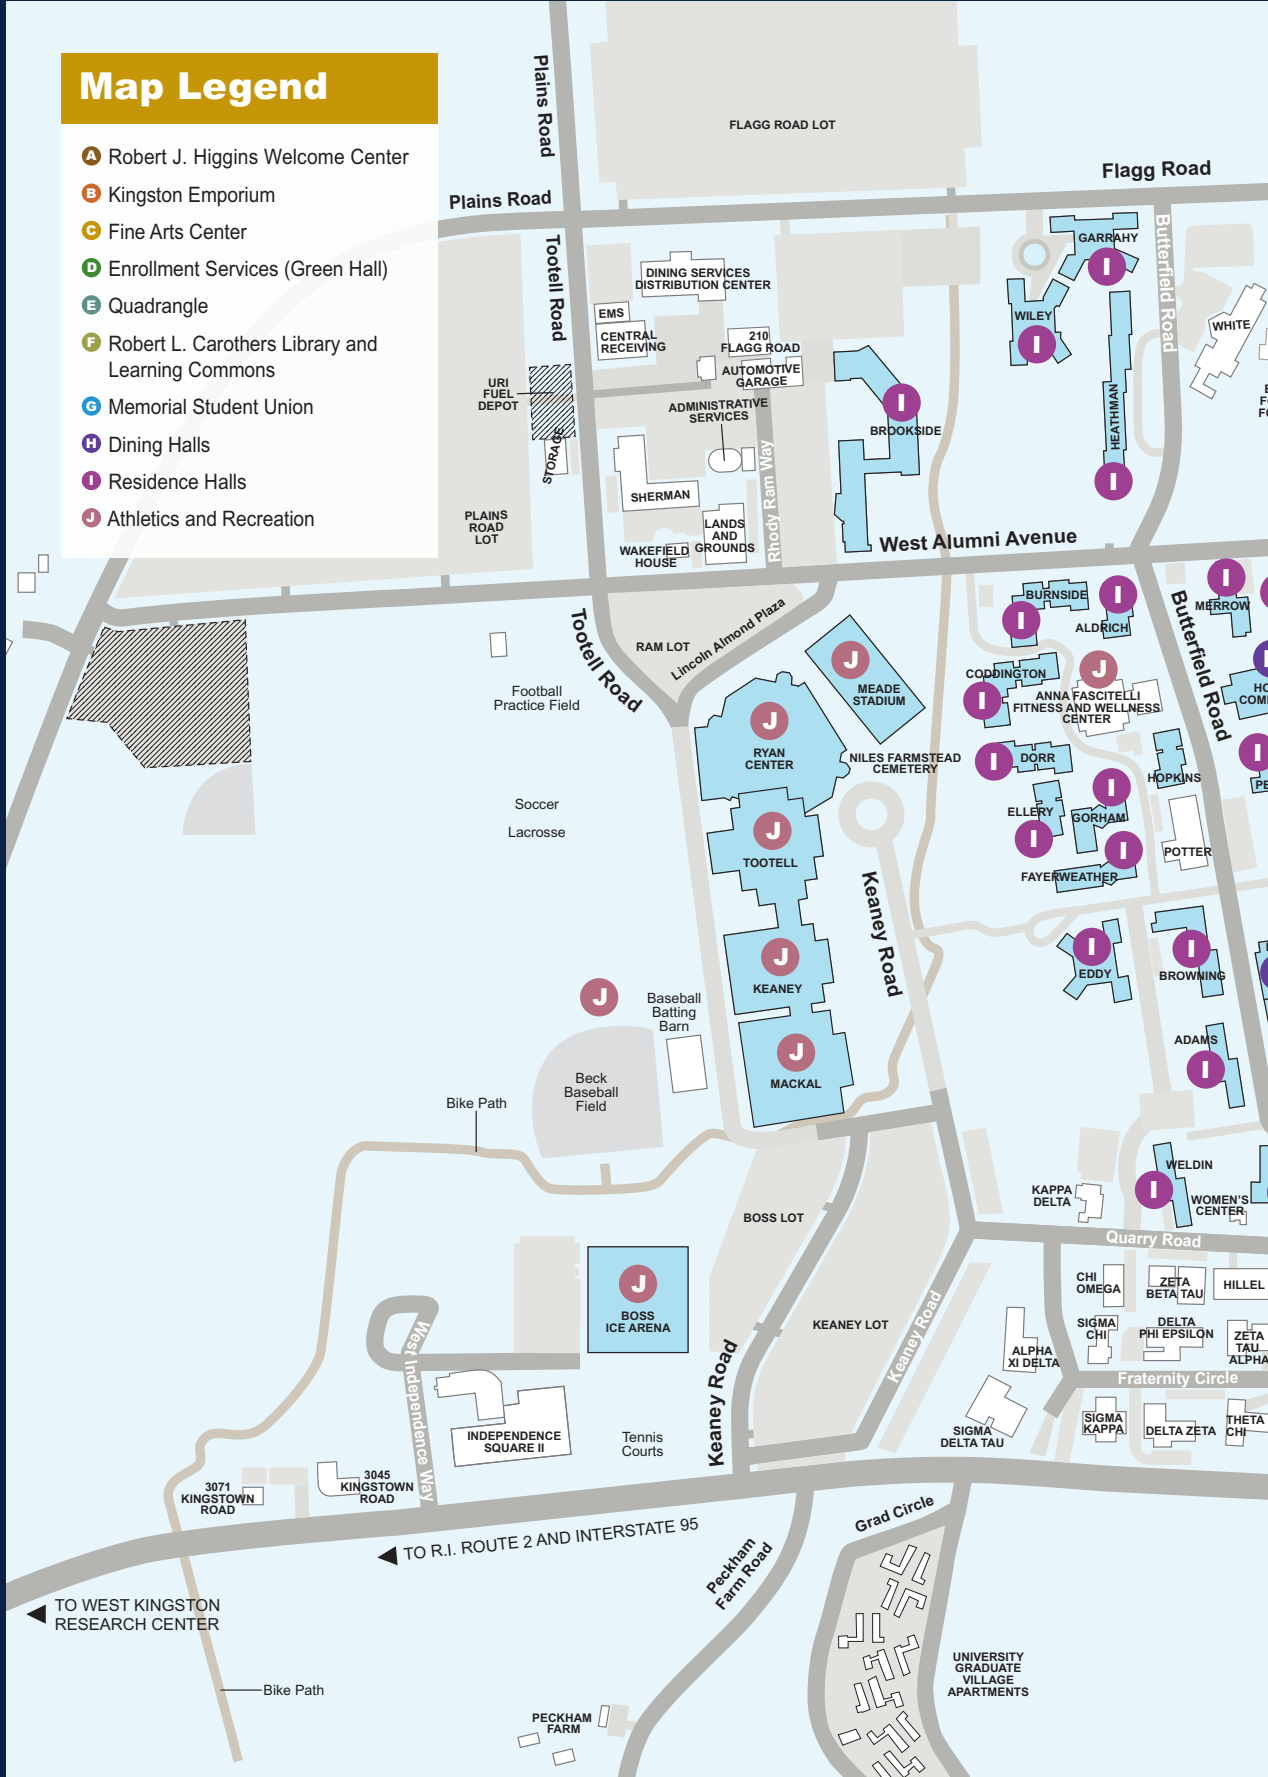 Map Legend
A Robert J. Higgins Welcome Center
B Kingston Emporium
C Fine Arts Center
D Enrollment Services (Green Hall)
E Quadrangle
F Robert L. Carothers Library and
Learning Commons
G Memorial Student Union
H Dining Halls
I Residence Halls
J Athletics and Recreation
Plains Road
FLAGG ROAD LOT
Flagg Road
Plains Road
Tootell Road
Butterfield Road
GARRAHY
I
DINING SERVICES
DISTRIBUTION CENTER
EMS
CENTRAL
RECEIVING
210
FLAGG ROAD
AUTOMOTIVE
GARAGE
WILEY
I
WHITE
URI
FUEL
DEPOT
ADMINISTRATIVE
SERVICES
I
BROOKSIDE
HEATHMAN
I
STORAGE
SHERMAN
Rhody Ram Way
PLAINS
ROAD
LOT
LANDS
AND
GROUNDS
WAKEFIELD
HOUSE
West Alumni Avenue
Tootell Road
RAM LOT
Lincoln Almond Plaza
BURNSIDE
I
I
ALDRICH
Butterfield Road
I
MERROW
Football
Practice Field
J
MEADE
STADIUM
CODDINGTON
I
J
ANNA FASCITELLI
FITNESS AND WELLNESS
CENTER
J
RYAN
CENTER
NILES FARMSTEAD
CEMETERY
I
DORR
HOPKINS
I
Soccer
Lacrosse
J
TOOTELL
ELLERY
I
I
GORHAM
I
FAYERWEATHER
POTTER
Keaney Road
J
KEANEY
I
EDDY
I
BROWNING
J
Baseball
Batting
Barn
J
MACKAL
ADAMS
I
Beck
Baseball
Field
Bike Path
WELDIN
I
KAPPA
DELTA
WOMEN'S
CENTER
BOSS LOT
Quarry Road
J
BOSS
ICE ARENA
KEANEY LOT
Keaney Road
CHI
OMEGA
ZETA
BETA TAU
HILLEL
SIGMA
CHI
DELTA
PHI EPSILON
ZETA
TAU
ALPHA
ALPHA
XI DELTA
Fraternity Circle
West Independence Way
Keaney Road
INDEPENDENCE
SQUARE II
Tennis
Courts
SIGMA
DELTA TAU
SIGMA
KAPPA
DELTA ZETA
THETA
CHI
3071
KINGSTOWN
ROAD
3045
KINGSTOWN
ROAD
TO R.I. ROUTE 2 AND INTERSTATE 95
Grad Circle
Peckham
Farm Road
TO WEST KINGSTON
RESEARCH CENTER
Bike Path
UNIVERSITY
GRADUATE
VILLAGE
APARTMENTS
PECKHAM
FARM